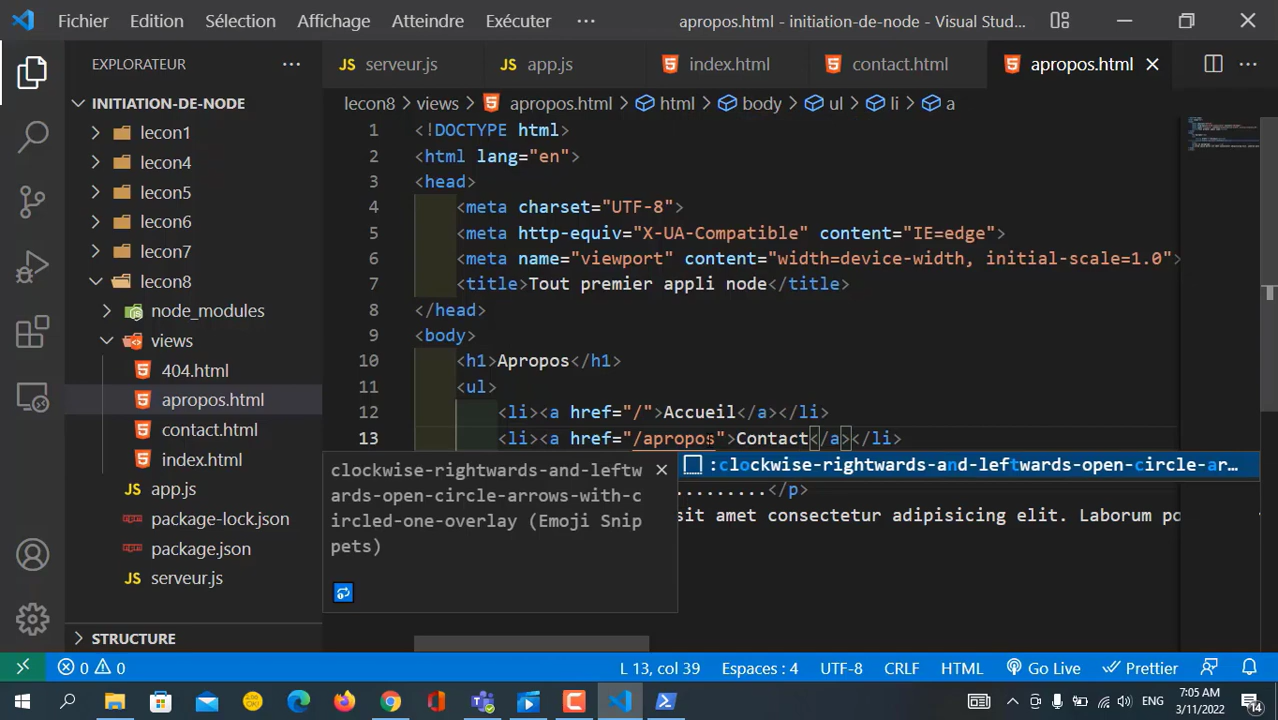 Fichier Edition Sélection Affichage Atteindre Exécuter ··· apropos.html - initiation-de-node - Visual Stud...
EXPLORATEUR ···
serveur.js app.js index.html contact.html apropos.html ···
INITIATION-DE-NODE
lecon8 > views > apropos.html > html > body > ul > li > a
lecon1
lecon4
lecon5
lecon6
lecon7
lecon8
node_modules
views
404.html
apropos.html
contact.html
index.html
app.js
package-lock.json
package.json
serveur.js
STRUCTURE
1 <!DOCTYPE html>
2 <html lang="en">
3 <head>
4 <meta charset="UTF-8">
5 <meta http-equiv="X-UA-Compatible" content="IE=edge">
6 <meta name="viewport" content="width=device-width, initial-scale=1.0">
7 <title>Tout premier appli node</title>
8 </head>
9 <body>
10 <h1>Apropos</h1>
11 <ul>
12 <li><a href="/">Accueil</a></li>
13 <li><a href="/apropos">Contact</a></li>
:clockwise-rightwards-and-leftwards-open-circle-ar...
.........</p>
sit amet consectetur adipisicing elit. Laborum po
clockwise-rightwards-and-leftw
ards-open-circle-arrows-with-c
ircled-one-overlay (Emoji Snip
pets)
0 0 L 13, col 39 Espaces : 4 UTF-8 CRLF HTML Go Live Prettier
ENG 7:05 AM
3/11/2022
14